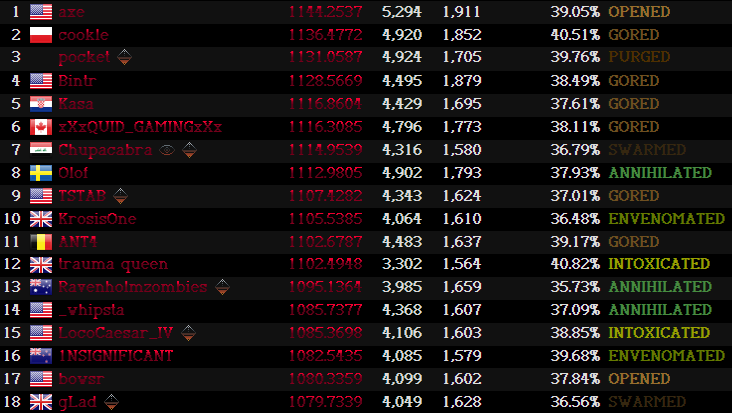 1 axe 1144.2537 5,294 1,911 39.05% OPENED
2 cookie 1136.4772 4,920 1,852 40.51% GORED
3 pocket 1131.0587 4,924 1,705 39.76% PURGED
4 Bintr 1128.5669 4,495 1,879 38.49% GORED
5 Kasa 1116.8604 4,429 1,695 37.61% GORED
6 xXxQUID_GAMINGxXx 1116.3085 4,796 1,773 38.11% GORED
7 Chupacabra 1114.9539 4,316 1,580 36.79% SWARMED
8 Olof 1112.9805 4,902 1,793 37.93% ANNIHILATED
9 TSTAB 1107.4282 4,343 1,624 37.01% GORED
10 KrosisOne 1105.5385 4,064 1,610 36.48% ENVENOMATED
11 ANT4 1102.6787 4,483 1,637 39.17% GORED
12 trauma queen 1102.4948 3,302 1,564 40.82% INTOXICATED
13 Ravenholmzombies 1095.1364 3,985 1,659 35.73% ANNIHILATED
14 _whipsta 1085.7377 4,368 1,607 37.09% ANNIHILATED
15 LocoCaesar_IV 1085.3698 4,106 1,603 38.85% INTOXICATED
16 1NSIGNIFICANT 1082.5435 4,085 1,579 39.68% ENVENOMATED
17 bovsr 1080.3359 4,099 1,602 37.84% OPENED
18 gLad 1079.7339 4,049 1,628 36.56% SWARMED